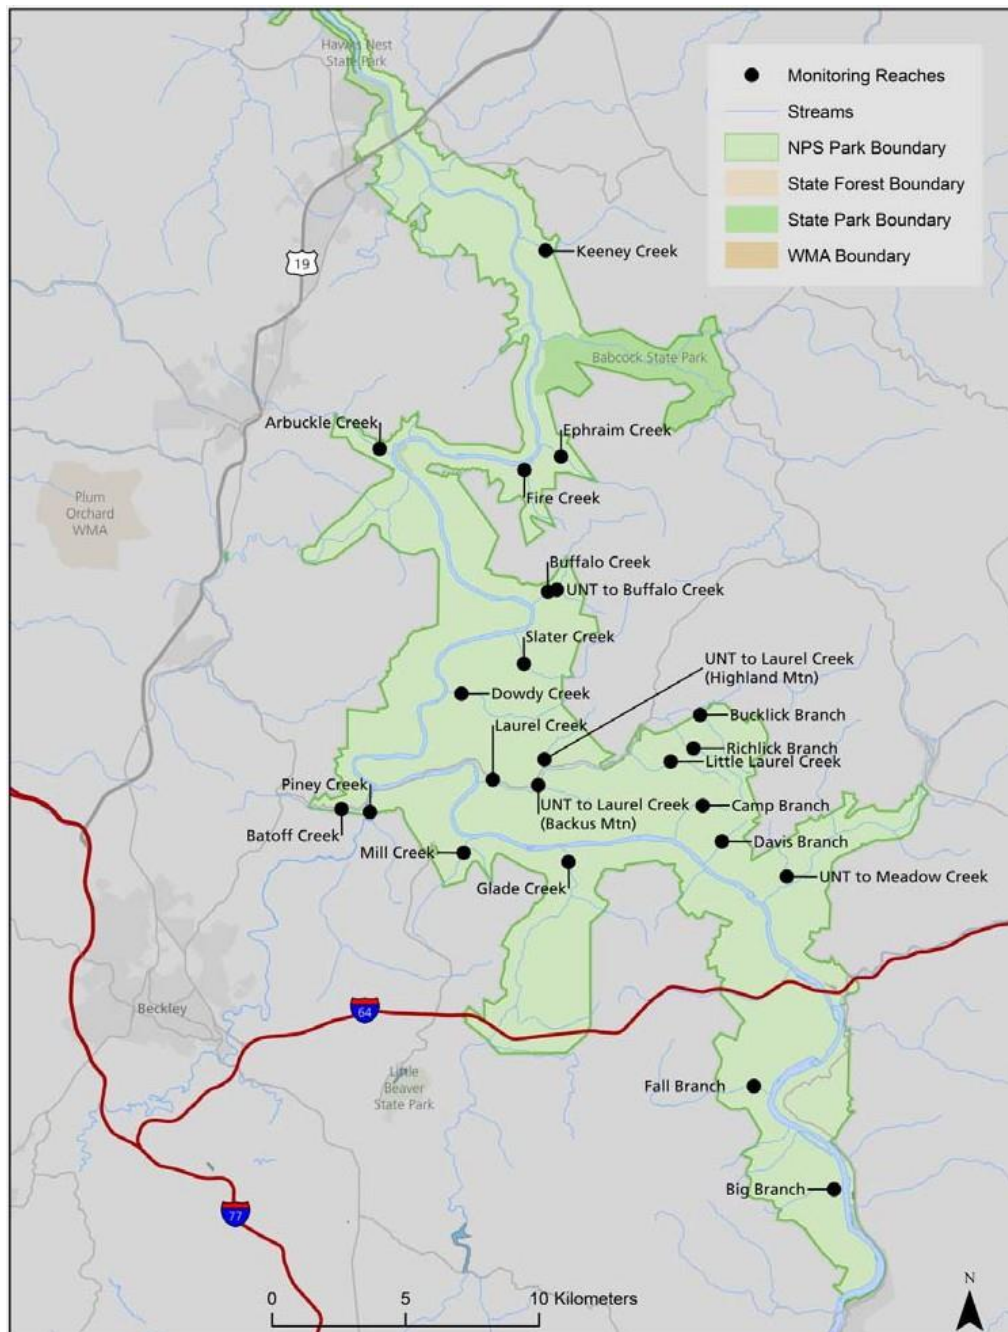 Hawks Nest
State Park
Monitoring Reaches
Streams
NPS Park Boundary
State Forest Boundary
State Park Boundary
WMA Boundary
19
Keeney Creek
Babcock State Park
Arbuckle Creek
Ephraim Creek
Fire Creek
Plum
Orchard
WMA
Buffalo Creek
UNT to Buffalo Creek
Slater Creek
UNT to Laurel Creek
(Highland Mtn)
Dowdy Creek
Bucklick Branch
Laurel Creek
Richlick Branch
Little Laurel Creek
Piney Creek
UNT to Laurel Creek
(Backus Mtn)
Camp Branch
Batoff Creek
Davis Branch
Mill Creek
Glade Creek
UNT to Meadow Creek
Beckley
64
Little
Beaver
State Park
Fall Branch
Big Branch
77
0 5 10 Kilometers
N